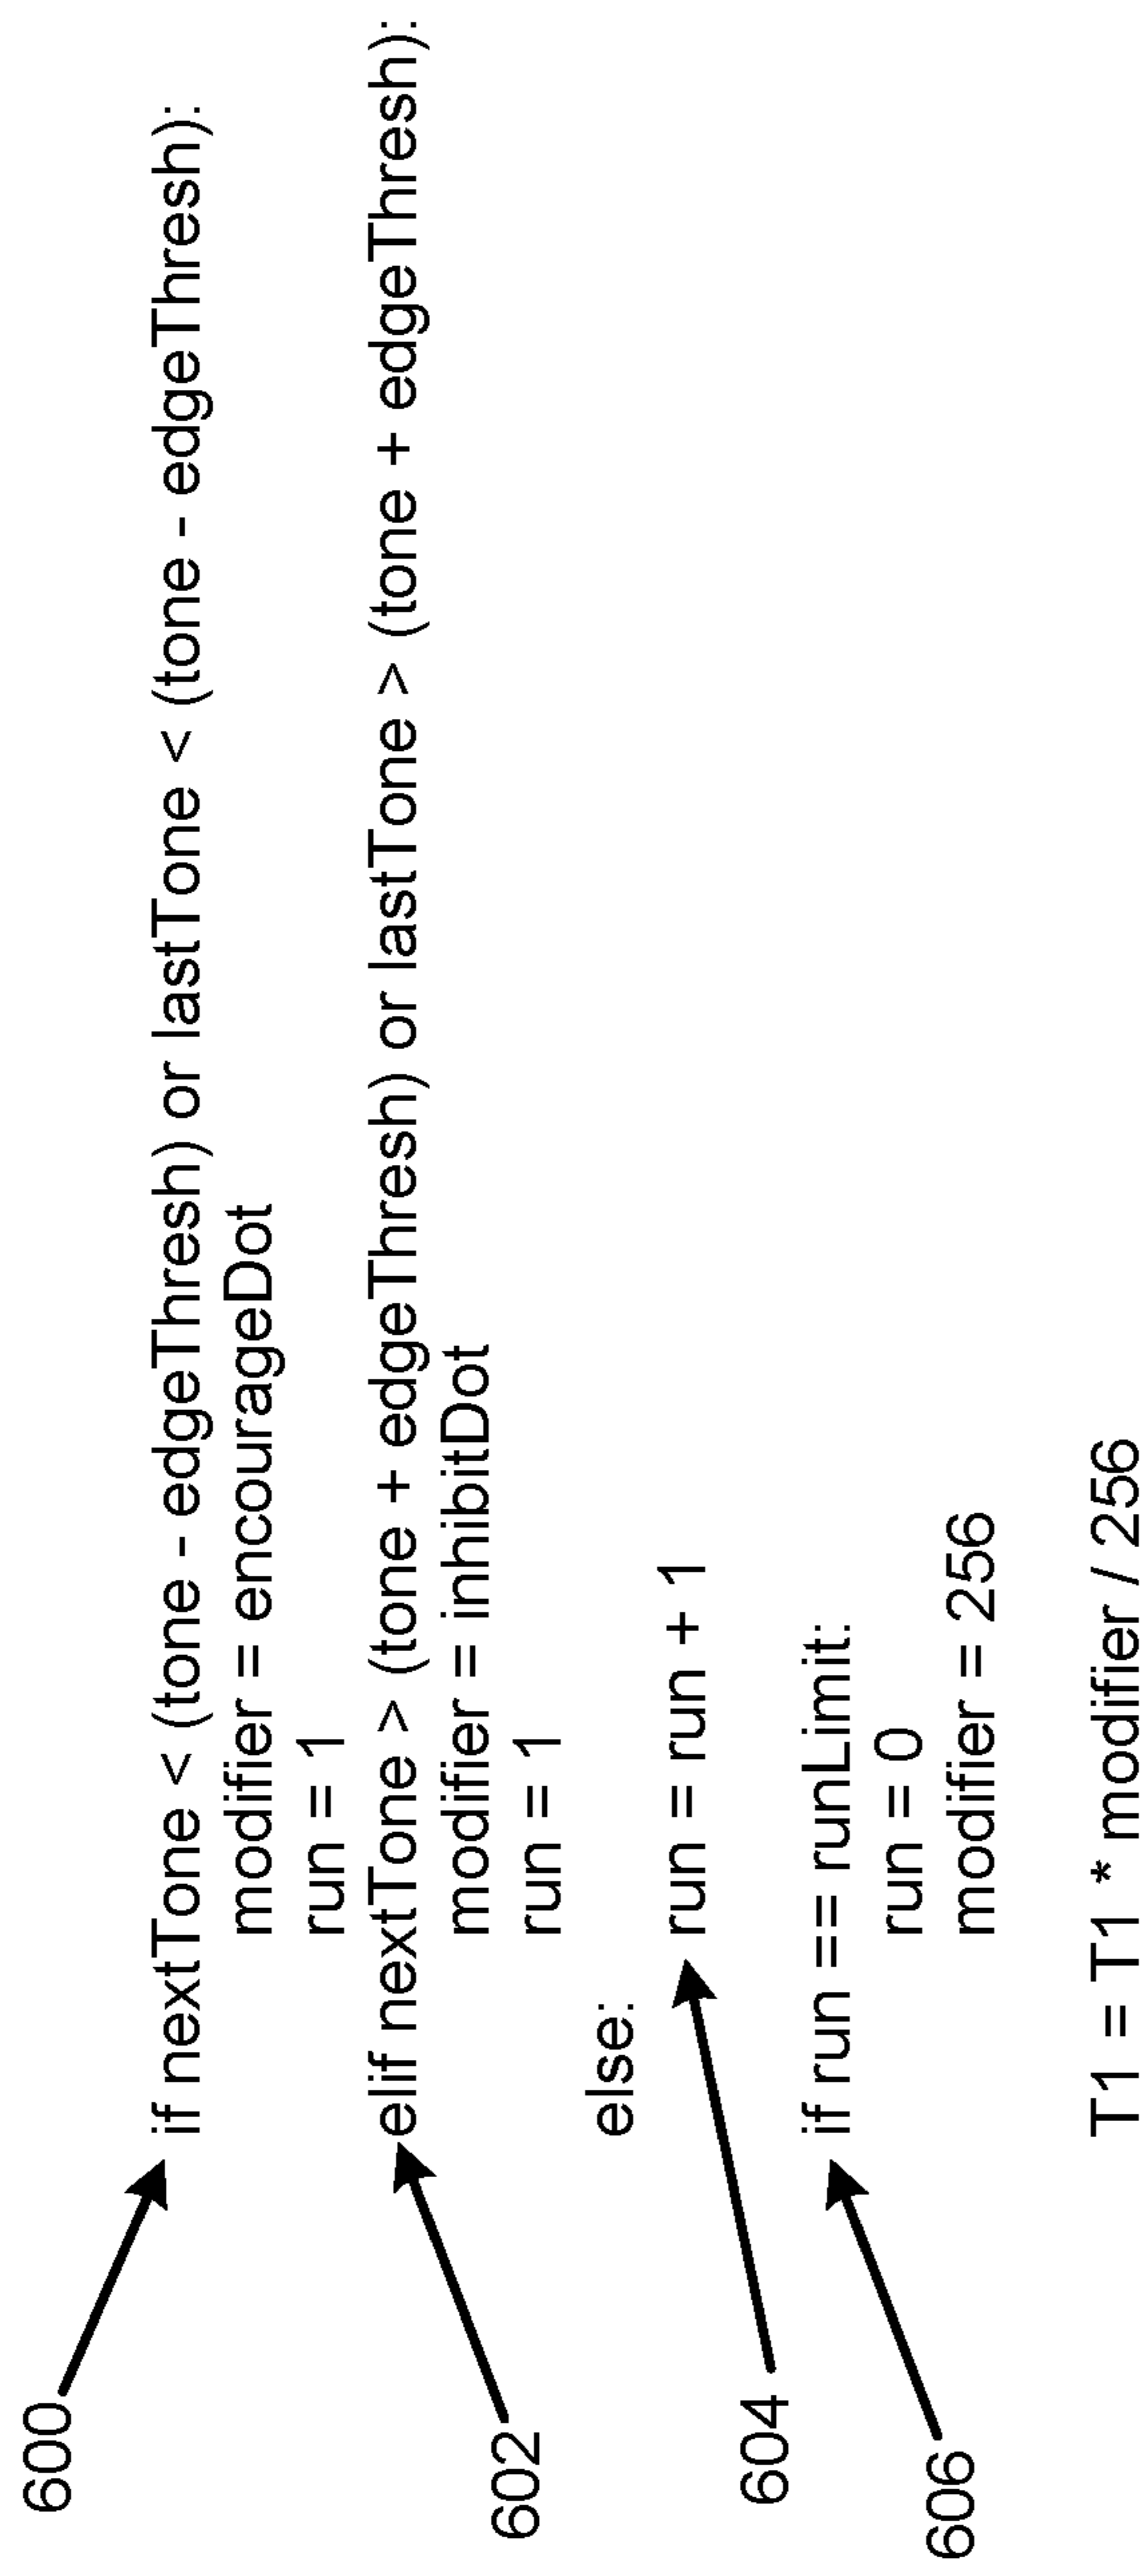 600
if nextTone < (tone - edgeThresh) or lastTone < (tone - edgeThresh):
modifier = encourageDot
run = 1
602
elif nextTone > (tone + edgeThresh) or lastTone > (tone + edgeThresh):
modifier = inhibitDot
run = 1
else:
604
run = run + 1
606
if run == runLimit:
run = 0
modifier = 256
T1 = T1 * modifier / 256